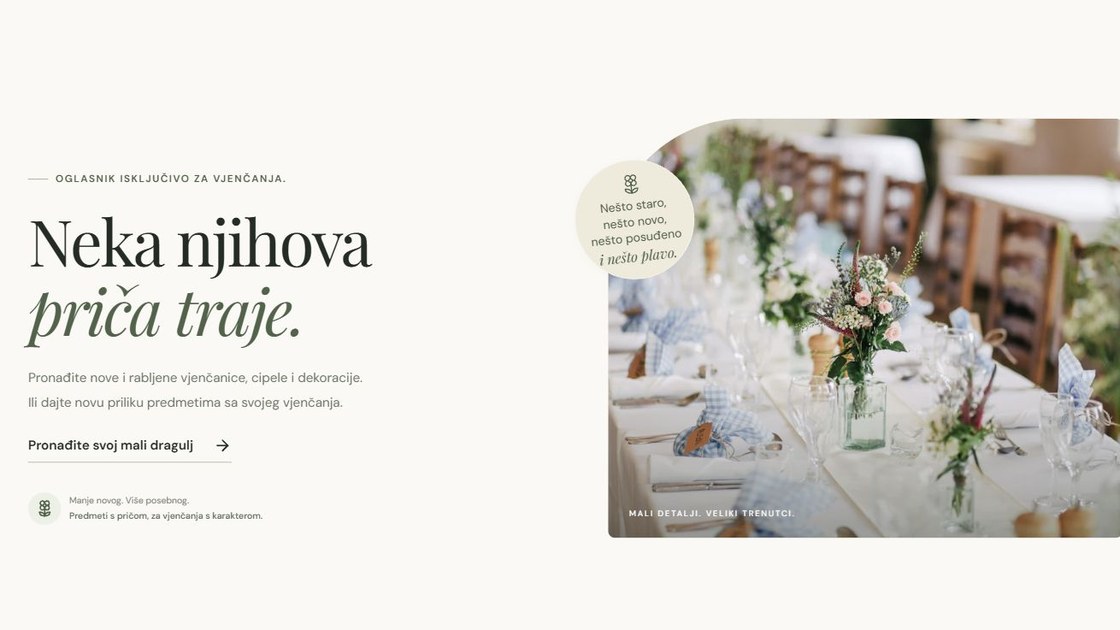 OGLASNIK ISKLJUČIVO ZA VJENČANJA.
Neka njihova
priča traje.
Pronađite nove i rabljene vjenčanice, cipele i dekoracije.
Ili dajte novu priliku predmetima sa svojeg vjenčanja.
Pronađite svoj mali dragulj
Manje novog. Više posebnog.
Predmeti s pričom, za vjenčanja s karakterom.
Nešto staro,
nešto novo,
nešto posuđeno
i nešto plavo.
MALI DETALJI. VELIKI TRENUTCI.